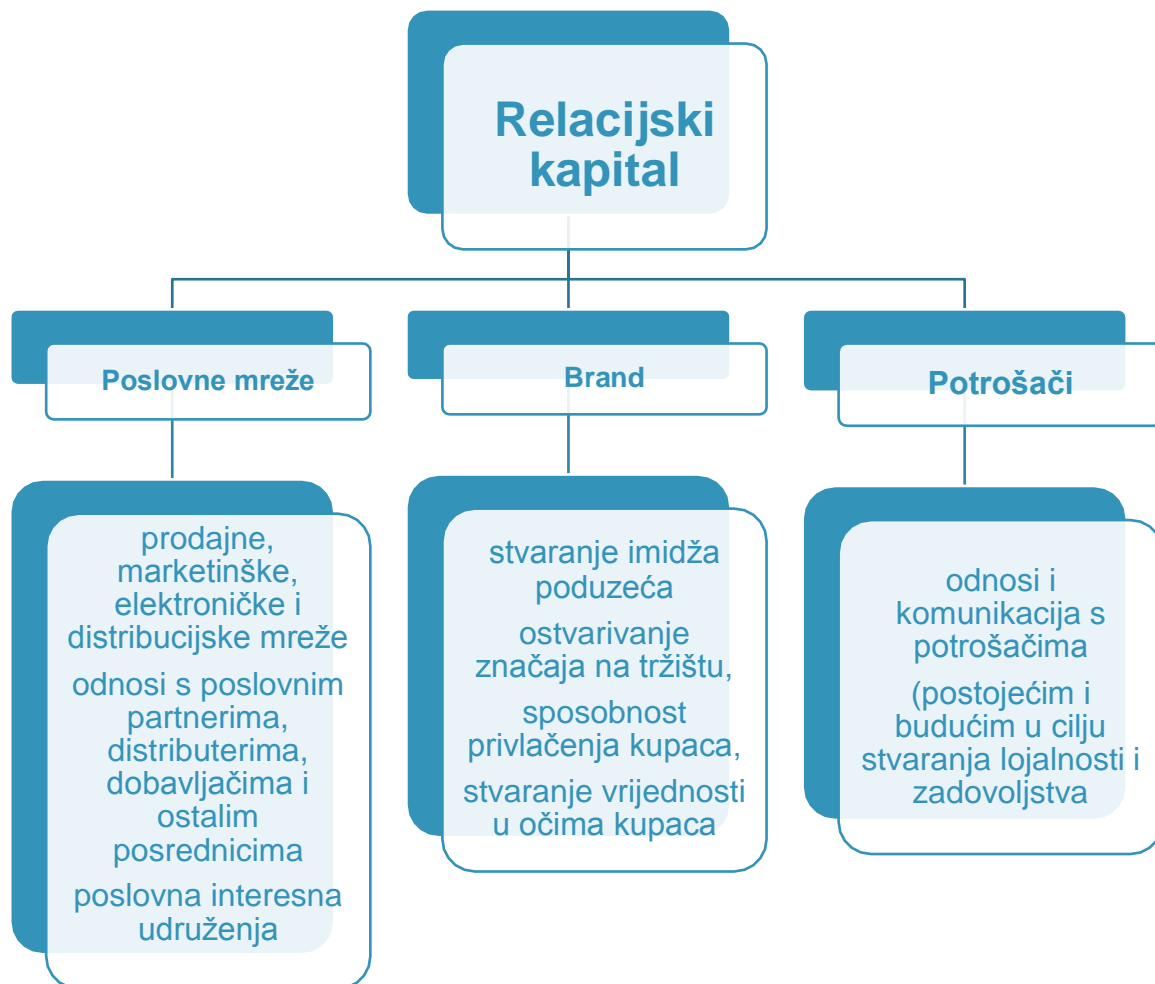 Relacijski
kapital
Poslovne mreže
Brand
Potrošači
prodajne,
marketinške,
elektroničke i
distribucijske mreže
odnosi s poslovnim
partnerima,
distributerima,
dobavljačima i
ostalim
posrednicima
poslovna interesna
udruženja
stvaranje imidža
poduzeća
ostvarivanje
značaja na tržištu,
sposobnost
privlačenja kupaca,
stvaranje vrijednosti
u očima kupaca
odnosi i
komunikacija s
potrošačima
(postojećim i
budućim u cilju
stvaranja lojalnosti i
zadovoljstva